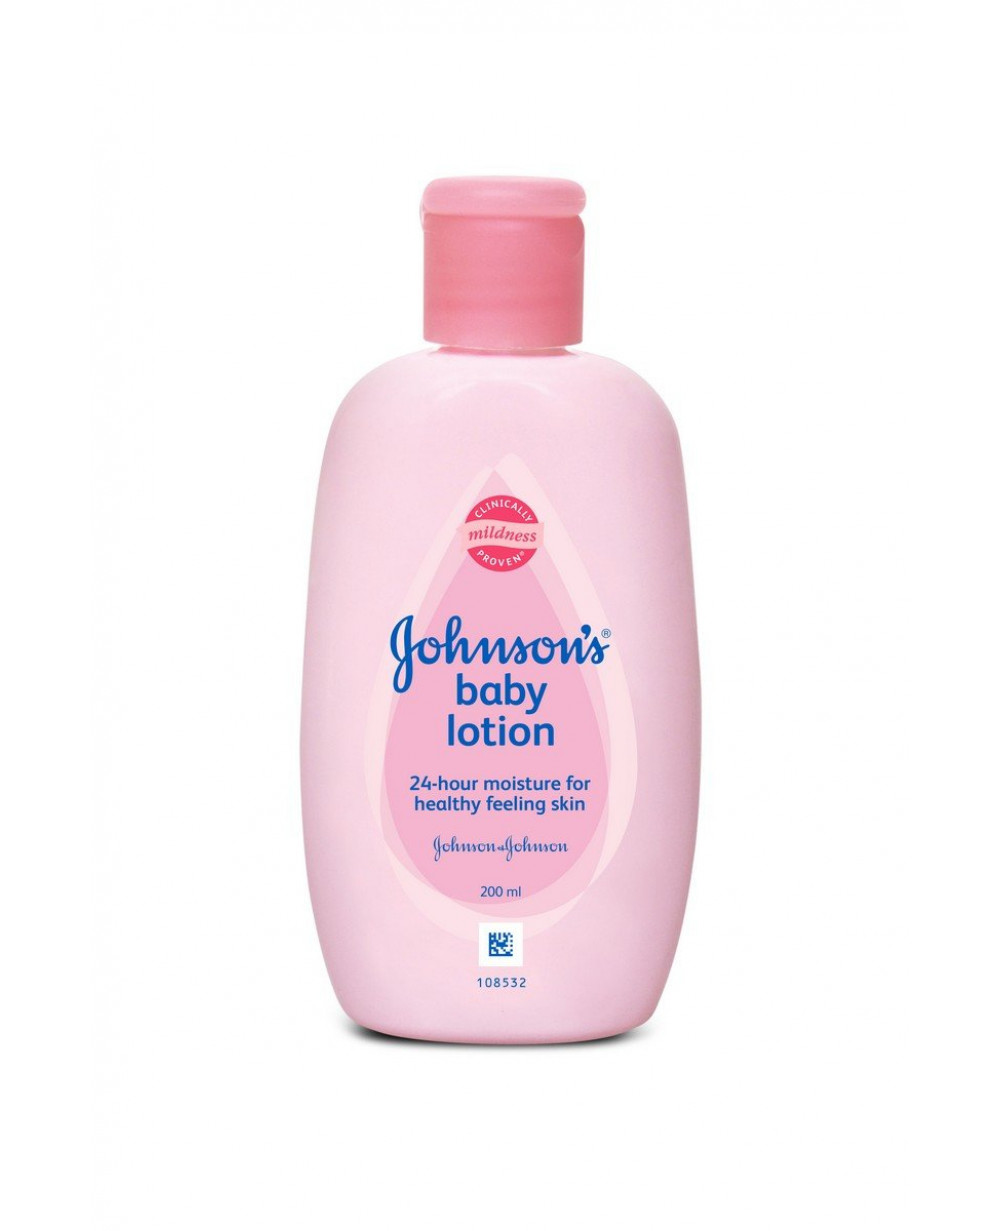 CLINICALLY
mildness
PROVEN®
Johnson's®
baby
lotion
24-hour moisture for
healthy feeling skin
Johnson & Johnson
200 ml
108532